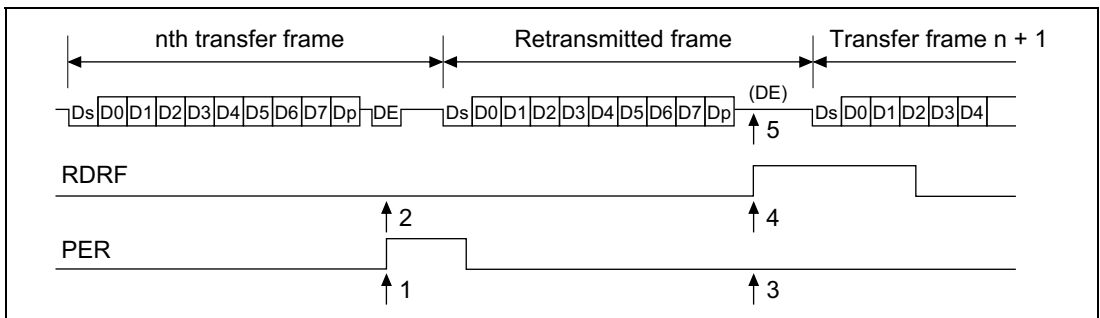 nth transfer frame Retransmitted frame Transfer frame n + 1
(DE)
Ds D0 D1 D2 D3 D4 D5 D6 D7 Dp DE Ds D0 D1 D2 D3 D4 D5 D6 D7 Dp Ds D0 D1 D2 D3 D4
5
RDRF
2 4
PER
1 3